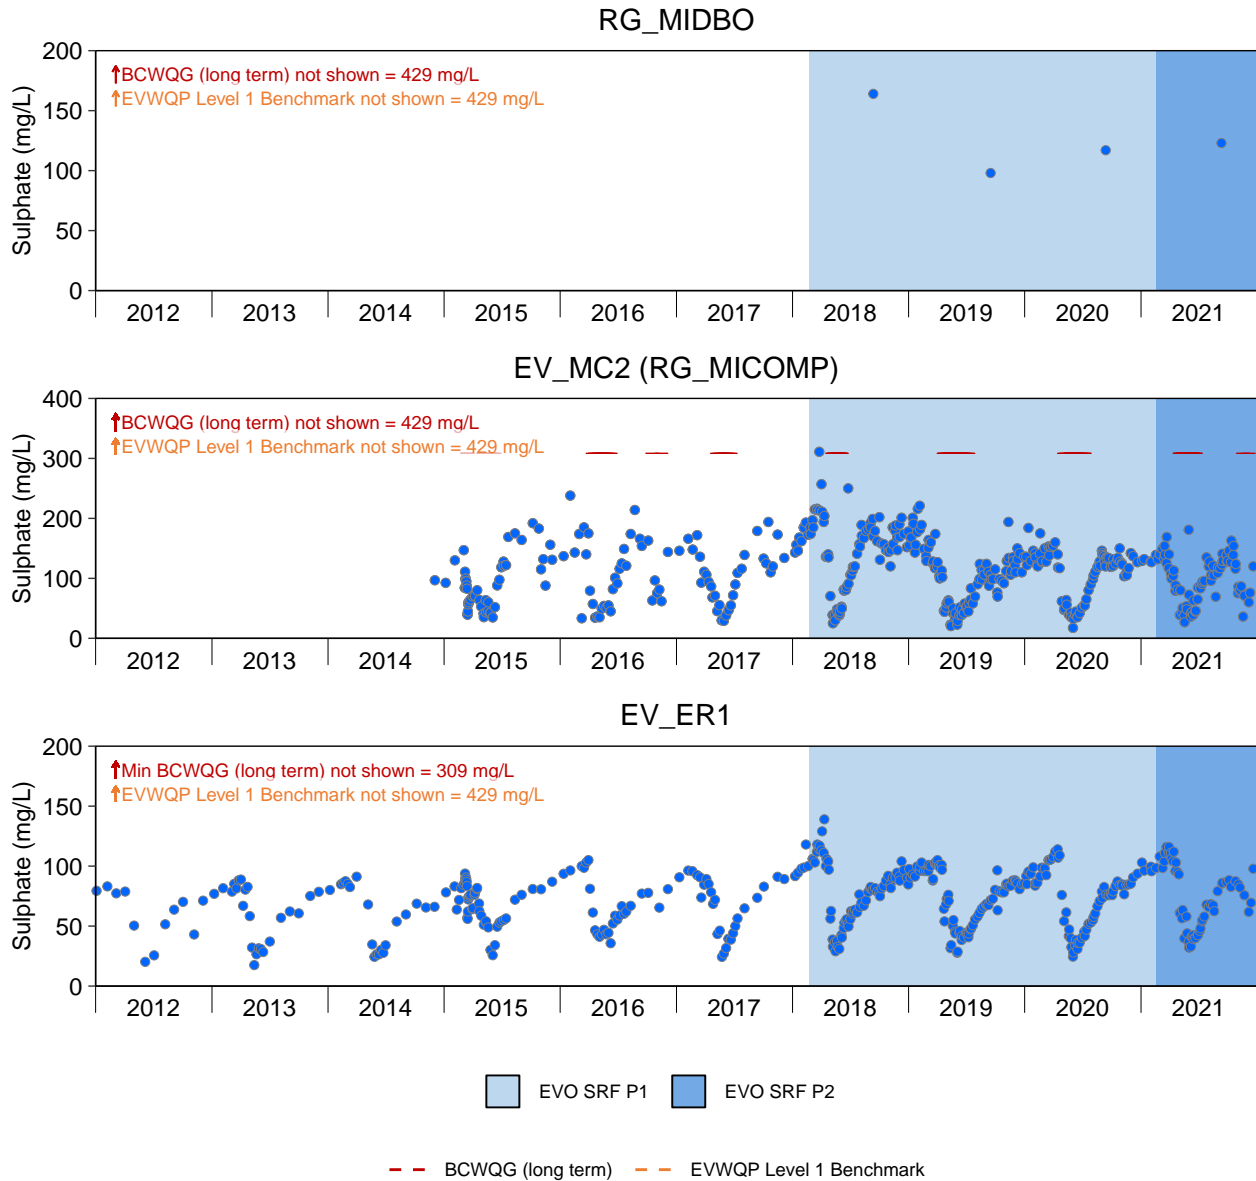 RG_MIDBO
Sulphate (mg/L)
200
150
100
50
0
BCWQG (long term) not shown = 429 mg/L
EVWQP Level 1 Benchmark not shown = 429 mg/L
2012 2013 2014 2015 2016 2017 2018 2019 2020 2021
EV_MC2 (RG_MICOMP)
Sulphate (mg/L)
400
300
200
100
0
BCWQG (long term) not shown = 429 mg/L
EVWQP Level 1 Benchmark not shown = 429 mg/L
2012 2013 2014 2015 2016 2017 2018 2019 2020 2021
EV_ER1
Sulphate (mg/L)
200
150
100
50
0
Min BCWQG (long term) not shown = 309 mg/L
EVWQP Level 1 Benchmark not shown = 429 mg/L
2012 2013 2014 2015 2016 2017 2018 2019 2020 2021
EVO SRF P1 EVO SRF P2
BCWQG (long term) EVWQP Level 1 Benchmark